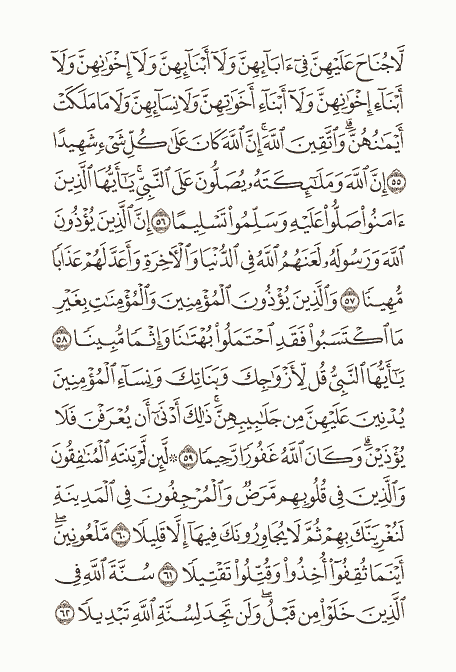 لَّا جُنَاحَ عَلَيْهِنَّ فِىٓ ءَابَآئِهِنَّ وَلَآ أَبْنَآئِهِنَّ وَلَآ إِخْوَٰنِهِنَّ وَلَآ
أَبْنَآءِ إِخْوَٰنِهِنَّ وَلَآ أَبْنَآءِ أَخَوَٰتِهِنَّ وَلَا نِسَآئِهِنَّ وَلَا مَا مَلَكَتْ
أَيْمَٰنُهُنَّ ۗ وَٱتَّقِينَ ٱللَّهَ ۚ إِنَّ ٱللَّهَ كَانَ عَلَىٰ كُلِّ شَىْءٍ شَهِيدًا
٥٥ إِنَّ ٱللَّهَ وَمَلَٰٓئِكَتَهُۥ يُصَلُّونَ عَلَى ٱلنَّبِىِّ ۚ يَٰٓأَيُّهَا ٱلَّذِينَ
ءَامَنُوا۟ صَلُّوا۟ عَلَيْهِ وَسَلِّمُوا۟ تَسْلِيمًا ٥٦ إِنَّ ٱلَّذِينَ يُؤْذُونَ
ٱللَّهَ وَرَسُولَهُۥ لَعَنَهُمُ ٱللَّهُ فِى ٱلدُّنْيَا وَٱلْءَاخِرَةِ وَأَعَدَّ لَهُمْ عَذَابًا
مُّهِينًا ٥٧ وَٱلَّذِينَ يُؤْذُونَ ٱلْمُؤْمِنِينَ وَٱلْمُؤْمِنَٰتِ بِغَيْرِ
مَا ٱكْتَسَبُوا۟ فَقَدِ ٱحْتَمَلُوا۟ بُهْتَٰنًا وَإِثْمًا مُّبِينًا ٥٨
يَٰٓأَيُّهَا ٱلنَّبِىُّ قُل لِّأَزْوَٰجِكَ وَبَنَاتِكَ وَنِسَآءِ ٱلْمُؤْمِنِينَ
يُدْنِينَ عَلَيْهِنَّ مِن جَلَٰبِيبِهِنَّ ۚ ذَٰلِكَ أَدْنَىٰٓ أَن يُعْرَفْنَ فَلَا
يُؤْذَيْنَ ۗ وَكَانَ ٱللَّهُ غَفُورًا رَّحِيمًا ٥٩ ۞ لَّئِن لَّمْ يَنتَهِ ٱلْمُنَٰفِقُونَ
وَٱلَّذِينَ فِى قُلُوبِهِم مَّرَضٌ وَٱلْمُرْجِفُونَ فِى ٱلْمَدِينَةِ
لَنُغْرِيَنَّكَ بِهِمْ ثُمَّ لَا يُجَاوِرُونَكَ فِيهَآ إِلَّا قَلِيلًا ٦٠ مَّلْعُونِينَ ۖ
أَيْنَمَا ثُقِفُوٓا۟ أُخِذُوا۟ وَقُتِّلُوا۟ تَقْتِيلًا ٦١ سُنَّةَ ٱللَّهِ فِى
ٱلَّذِينَ خَلَوْا۟ مِن قَبْلُ ۖ وَلَن تَجِدَ لِسُنَّةِ ٱللَّهِ تَبْدِيلًا ٦٢